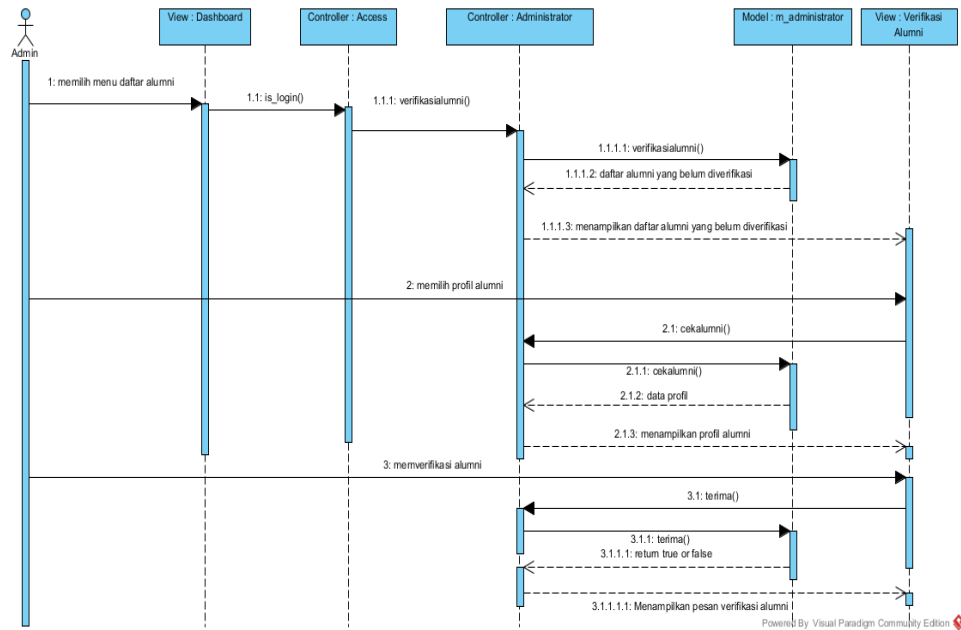 View : Dashboard
Controller : Access
Controller : Administrator
Model : m_administrator
View : Verifikasi
Alumni
Admin
1: memilih menu daftar alumni
1.1: is_login()
1.1.1: verifikasialumni()
1.1.1.1: verifikasialumni()
1.1.1.2: daftar alumni yang belum diverifikasi
1.1.1.3: menampilkan daftar alumni yang belum diverifikasi
2: memilih profil alumni
2.1: cekalumni()
2.1.1: cekalumni()
2.1.2: data profil
2.1.3: menampilkan profil alumni
3: memverifikasi alumni
3.1: terima()
3.1.1: terima()
3.1.1.1: return true or false
3.1.1.1.1: Menampilkan pesan verifikasi alumni
Powered By Visual Paradigm Community Edition